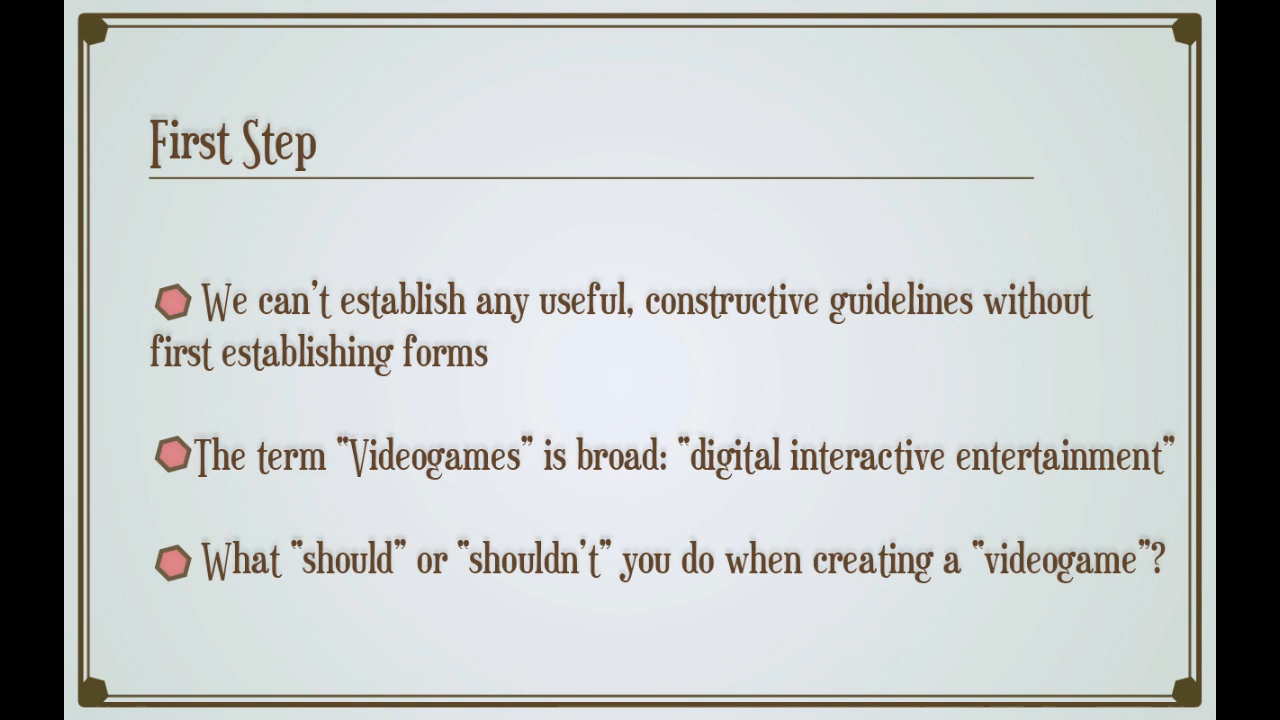 First Step
We can't establish any useful, constructive guidelines without
first establishing forms
The term "Videogames" is broad: "digital interactive entertainment"
What "should" or "shouldn't" you do when creating a "videogame"?